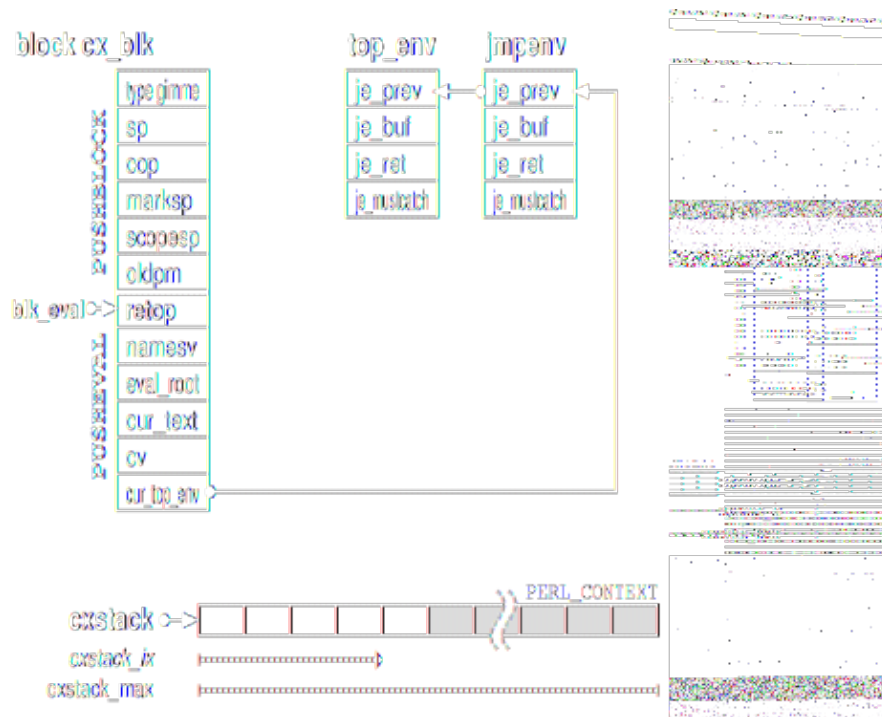 block cx_blk
top_env
jmpenv
type gimme
je_prev
je_prev
sp
je_buf
je_buf
PUSHBLOCK
cop
je_ret
je_ret
marksp
je_mustcatch
je_mustcatch
scopesp
oldpm
blk_eval
retop
namesv
PUSHEVAL
eval_root
cur_text
cv
cur_top_env
PERL_CONTEXT
cxstack
cxstack_ix
cxstack_max